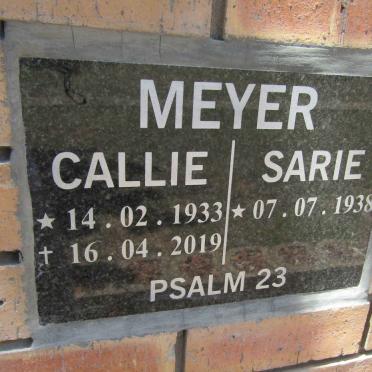 MEYER
CALLIE SARIE
★ 14 . 02 . 1933 ★ 07 . 07 . 1938
✝ 16 . 04 . 2019
PSALM 23